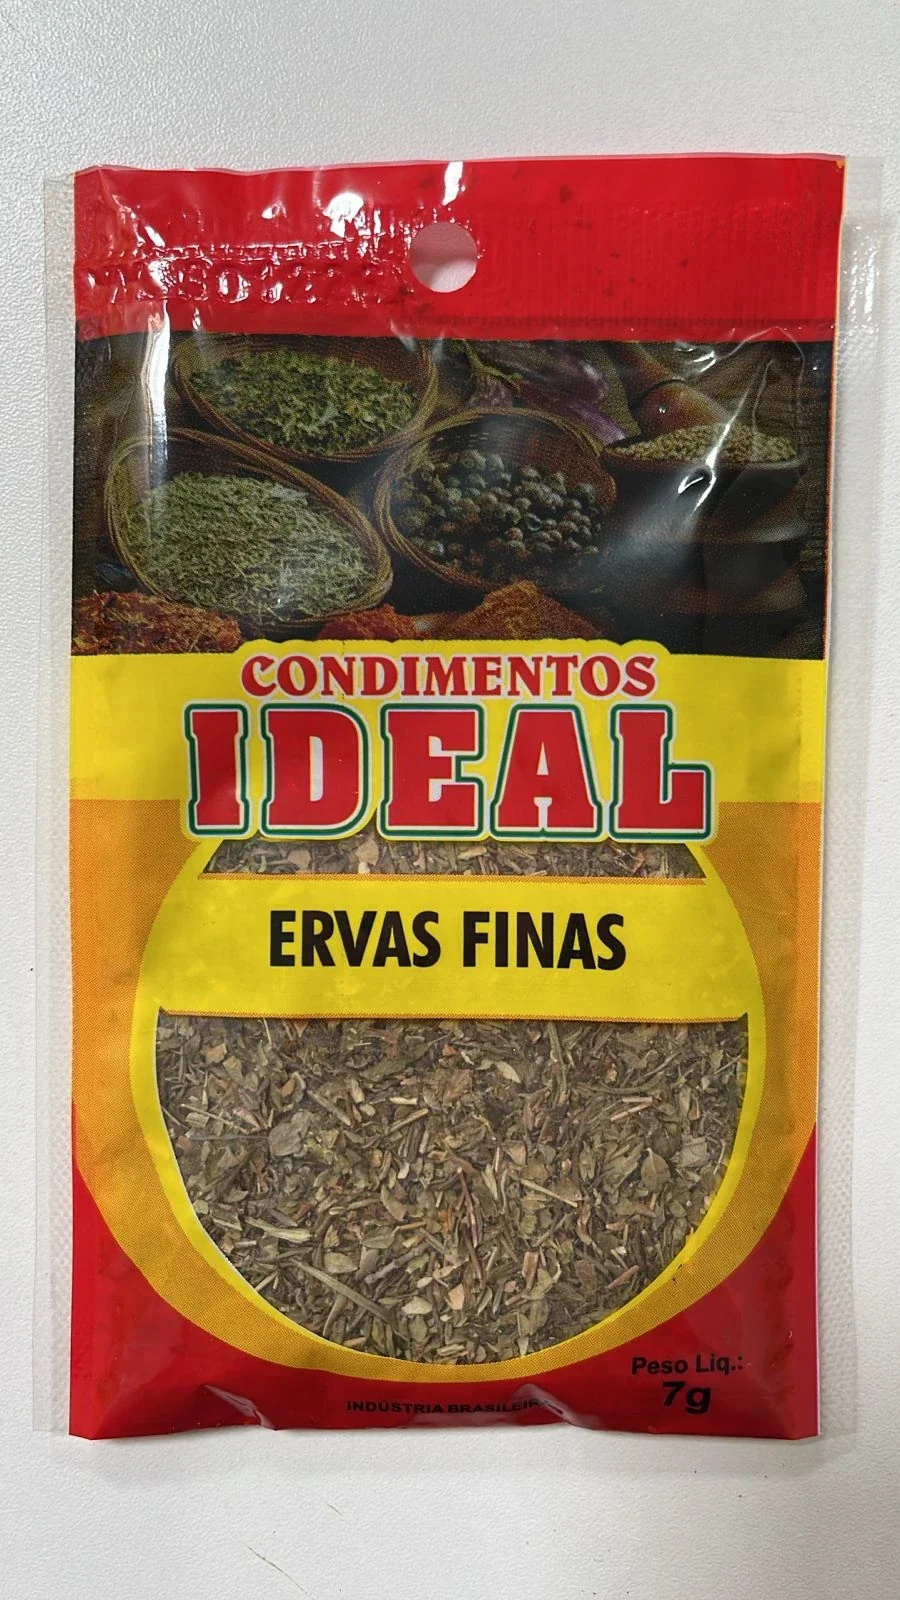 CONDIMENTOS
IDEAL
ERVAS FINAS
Peso Liq.:
7g
INDÚSTRIA BRASILEIRA